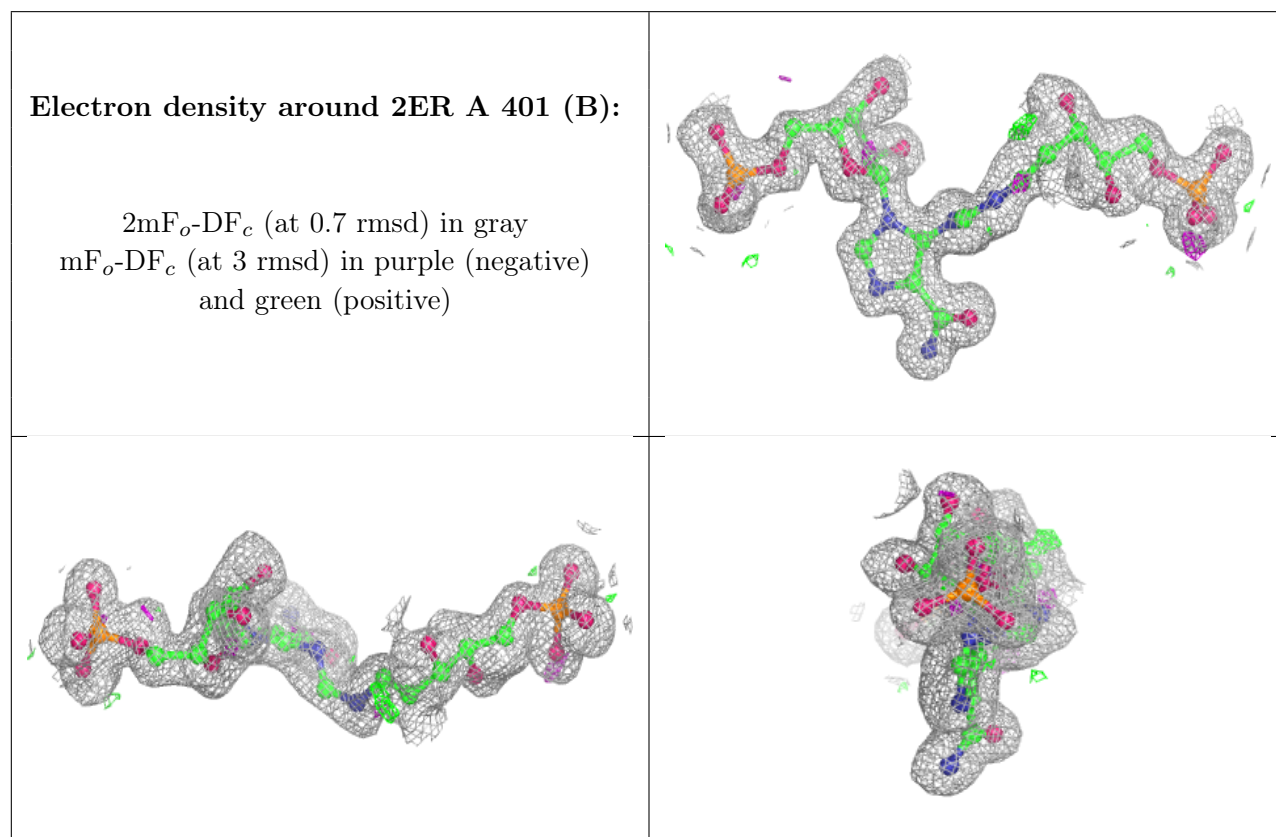 Electron density around 2ER A 401 (B):
2mFₒ-DF𝒸 (at 0.7 rmsd) in gray
mFₒ-DF𝒸 (at 3 rmsd) in purple (negative)
and green (positive)